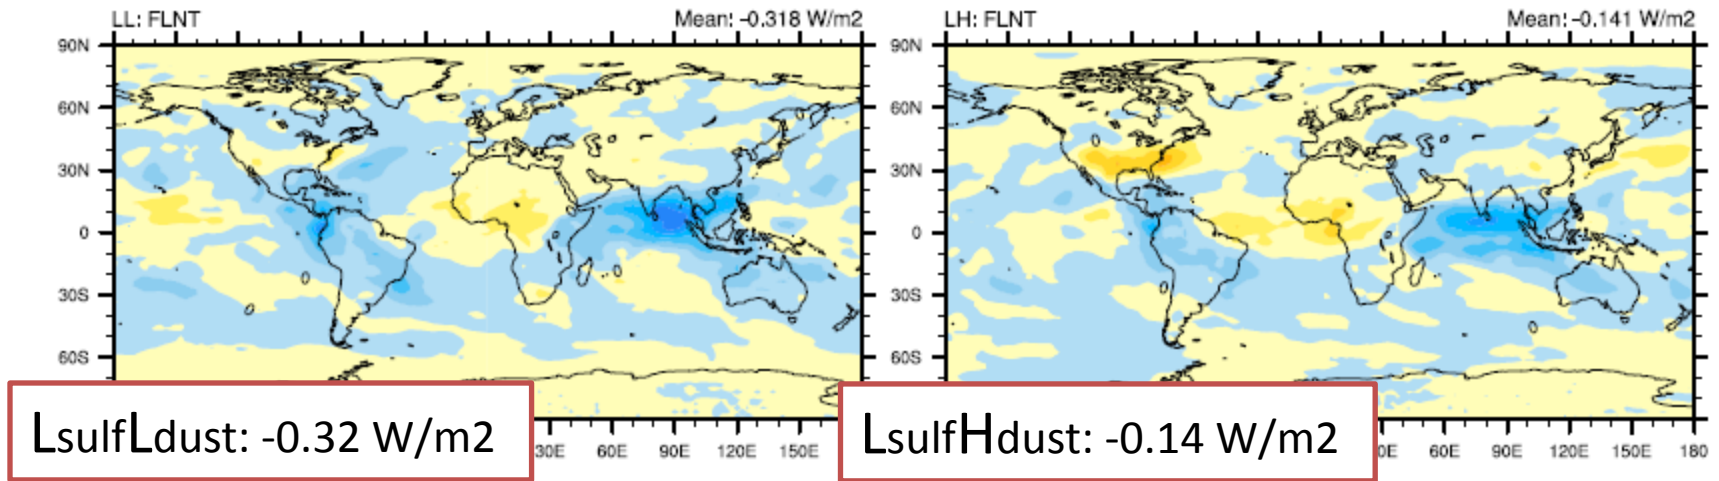 LL: FLNT Mean: -0.318 W/m2 LH: FLNT Mean: -0.141 W/m2
90N 90N
60N 60N
30N 30N
0 0
30S 30S
60S 60S
LsulfLdust: -0.32 W/m2 LsulfHdust: -0.14 W/m2
30E 60E 90E 120E 150E 60E 90E 120E 150E 180